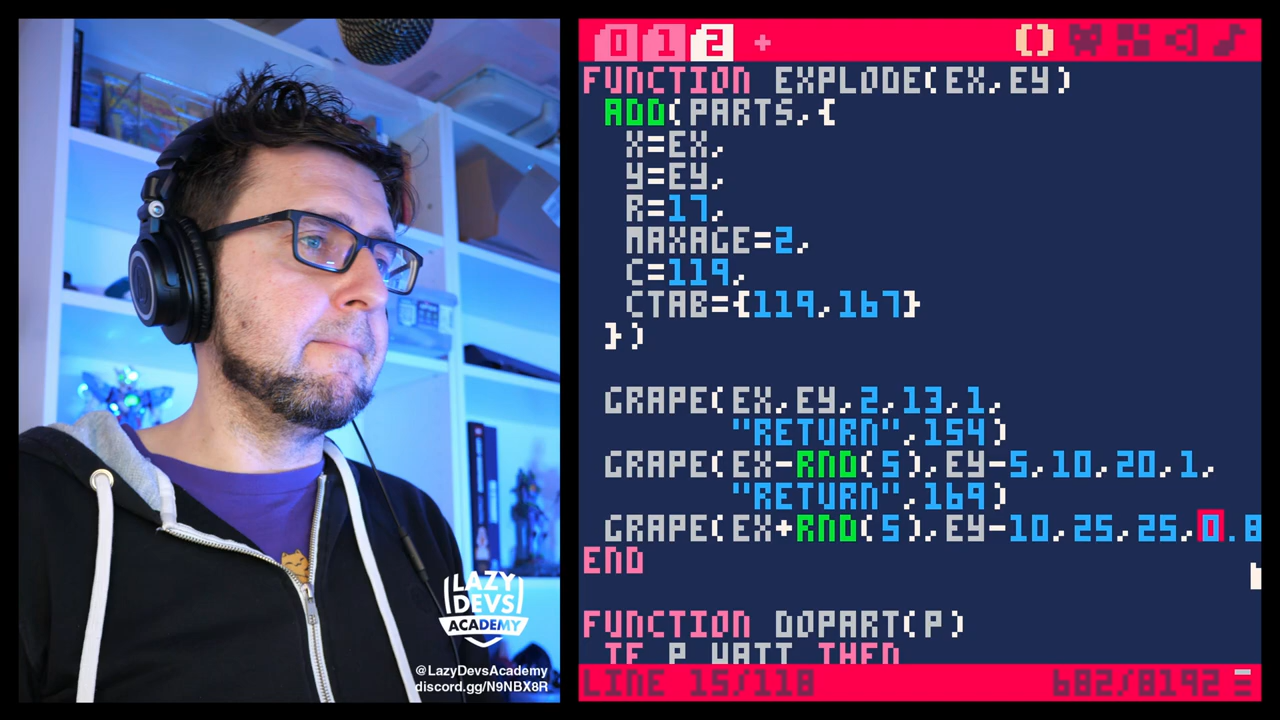 LAZY
DEVS
ACADEMY
@LazyDevsAcademy
discord.gg/N9NBX8R
0 1 2 +
FUNCTION EXPLODE(EX,EY)
ADD(PARTS,{
X=EX,
Y=EY,
R=17,
MAXAGE=2,
C=119,
CTAB={119,167}
})
GRAPE(EX,EY,2,13,1,
"RETURN",154)
GRAPE(EX-RND(5),EY-5,10,20,1,
"RETURN",169)
GRAPE(EX+RND(5),EY-10,25,25,0.8
END
FUNCTION DOPART(P)
IF P.WAIT THEN
LINE 15/118
682/8192